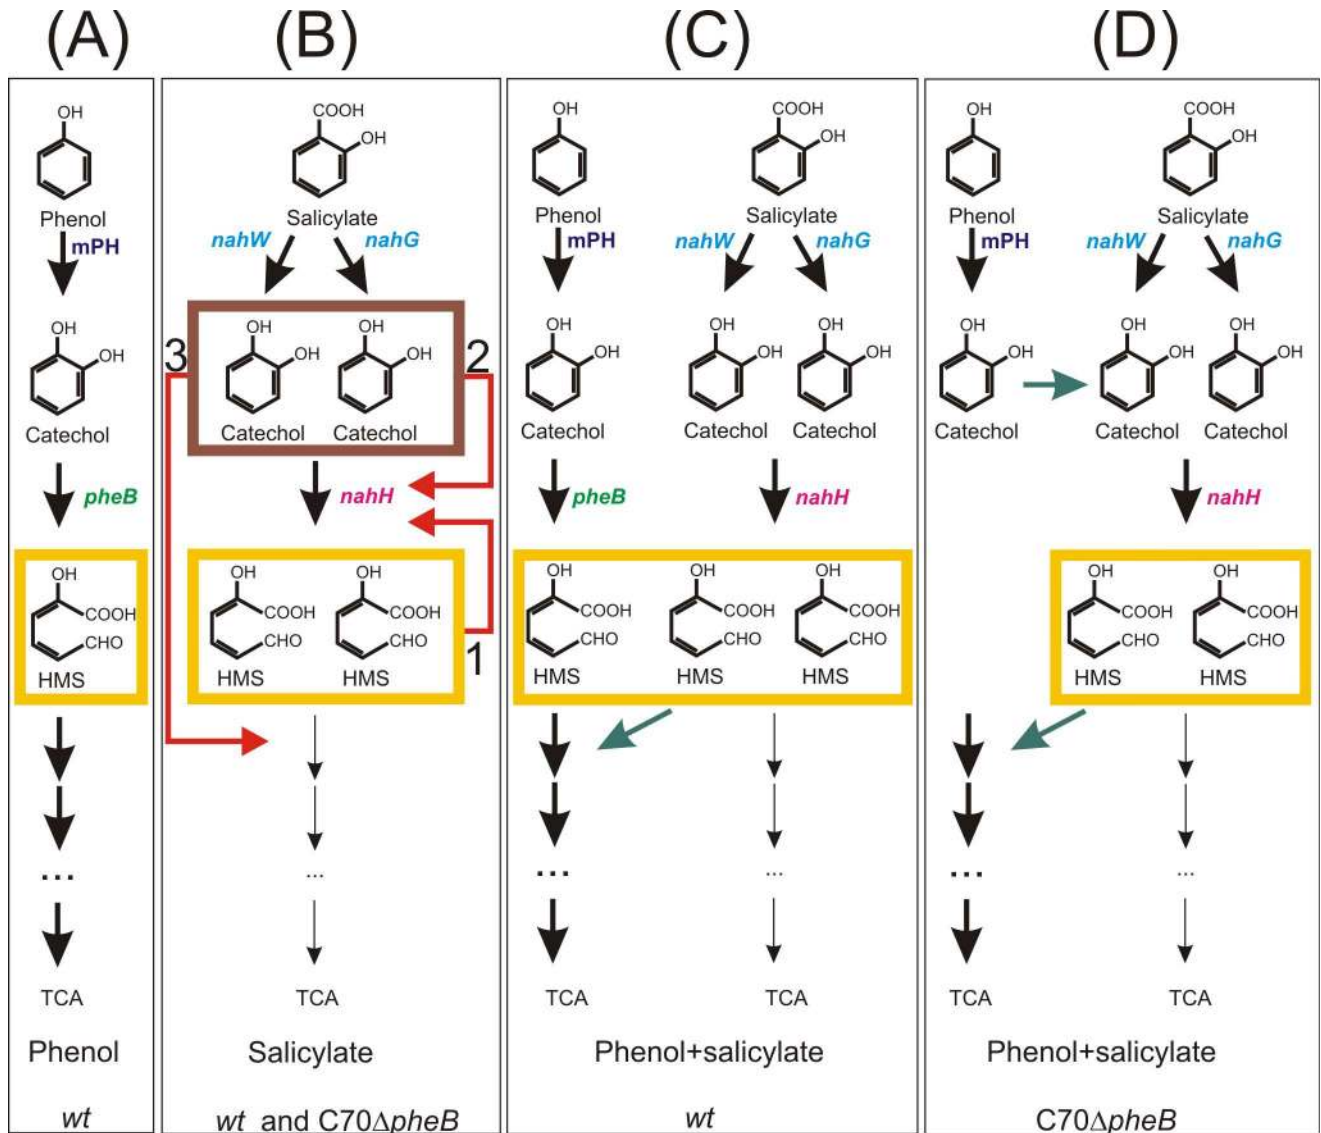 (A) (B) (C) (D)
OH COOH OH OH COOH OH OH COOH OH
Phenol Salicylate Phenol Salicylate Phenol Salicylate
mPH nahW nahG mPH nahW nahG mPH nahW nahG
3 2
OH OH OH OH OH OH OH OH OH OH OH OH OH OH OH OH
Catechol Catechol Catechol Catechol Catechol Catechol Catechol Catechol Catechol
pheB nahH pheB nahH nahH
OH OH OH OH OH OH OH OH
COOH COOH COOH COOH COOH COOH COOH COOH
CHO CHO CHO CHO CHO CHO CHO CHO
HMS HMS HMS HMS HMS HMS HMS HMS
1
... ... ... ... ... ...
TCA TCA TCA TCA TCA TCA
Phenol Salicylate Phenol+salicylate Phenol+salicylate
wt wt and C70ΔpheB wt C70ΔpheB